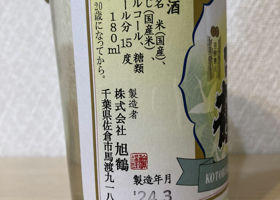 酒
名 米(国産)、
じ(国産米)、
ルコール、糖類
ール分 15度
180ml
20歳になってから。
製造者
株式会社 旭鶴
千葉県佐倉市馬渡九一八
製造年月
'24.3
KOTO